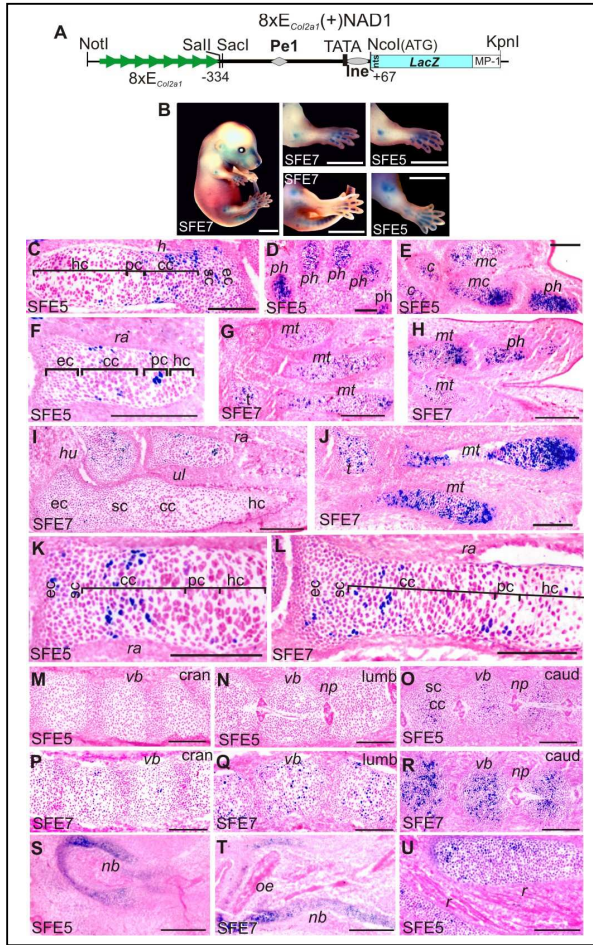 8xE Col2a1 (+)NAD1
A
NotI SalI SacI Pe1 TATA NcoI(ATG) KpnI
8xE Col2a1 -334 Ine +67 nts LacZ MP-1
B
SFE7 SFE7 SFE5
SFE7 SFE5
C h hc pc cc sc ec SFE5
D ph ph ph ph ph SFE5
E c mc mc c c ph SFE5
F ra ec cc pc hc SFE5
G mt mt mt t SFE7
H mt ph mt SFE7
I hu ra ul ec sc cc hc SFE7
J t mt mt SFE7
K ec sc cc pc hc ra SFE5
L ra ec sc cc pc hc SFE7
M vb cran SFE5
N vb np lumb SFE5
O sc cc vb np caud SFE5
P vb cran SFE7
Q vb lumb SFE7
R vb np caud SFE7
S nb SFE5
T oe nb SFE7
U r r SFE5